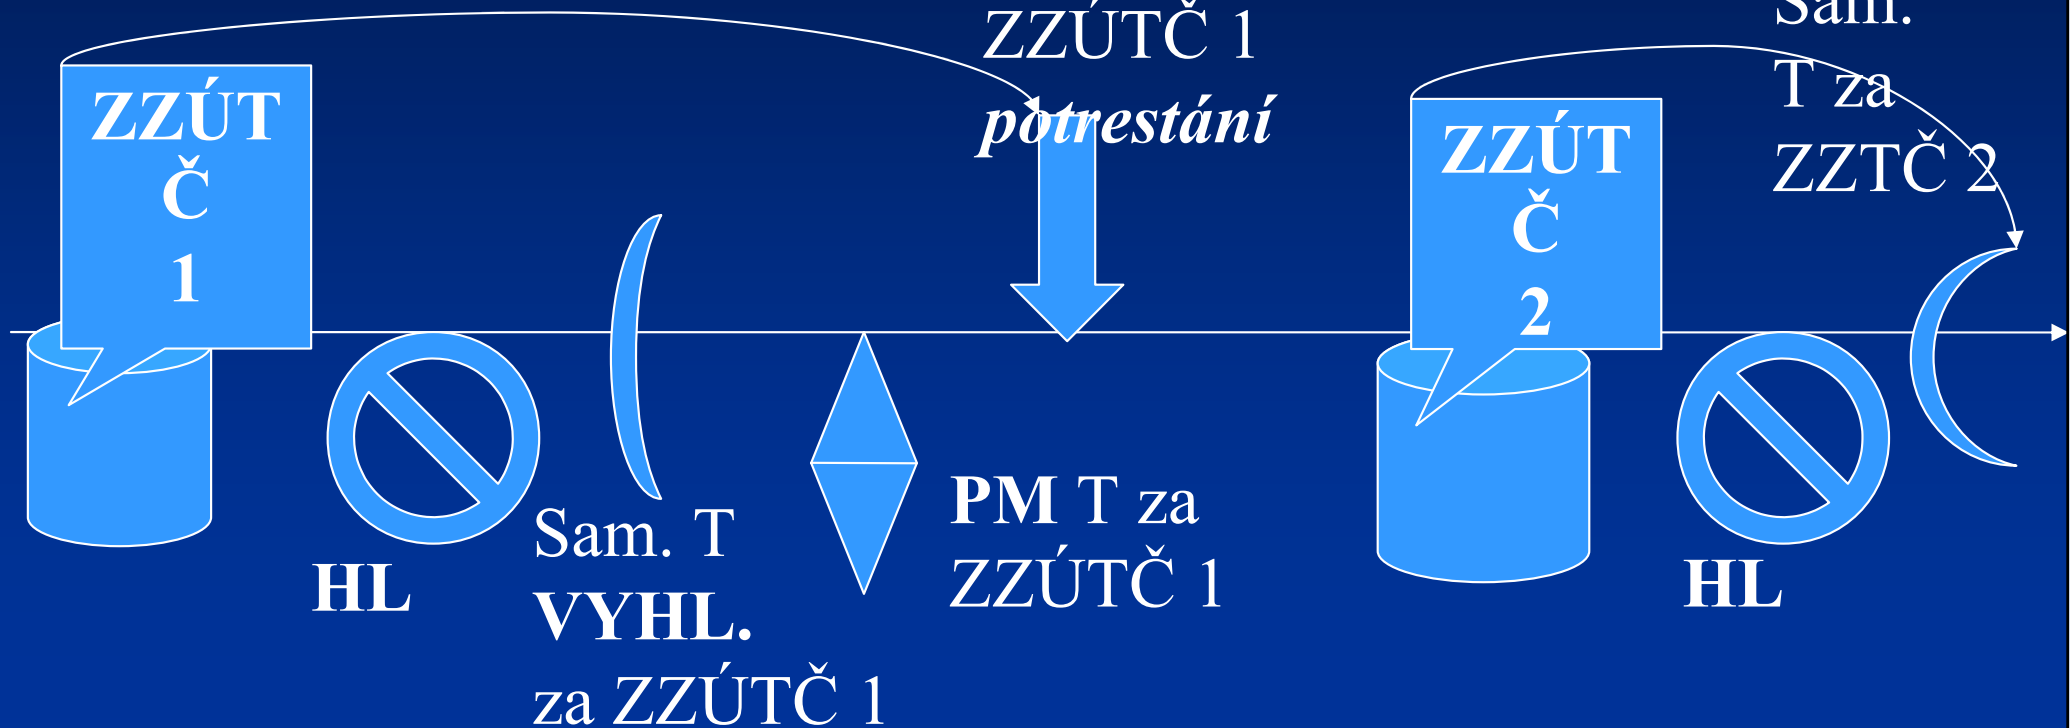 ZZÚT
Č
1
HL
Sam. T
VYHL.
za ZZÚTČ 1
PM T za
ZZÚTČ 1
ZZÚTČ 1
potrestání
ZZÚT
Č
2
HL
Sam.
T za
ZZTČ 2